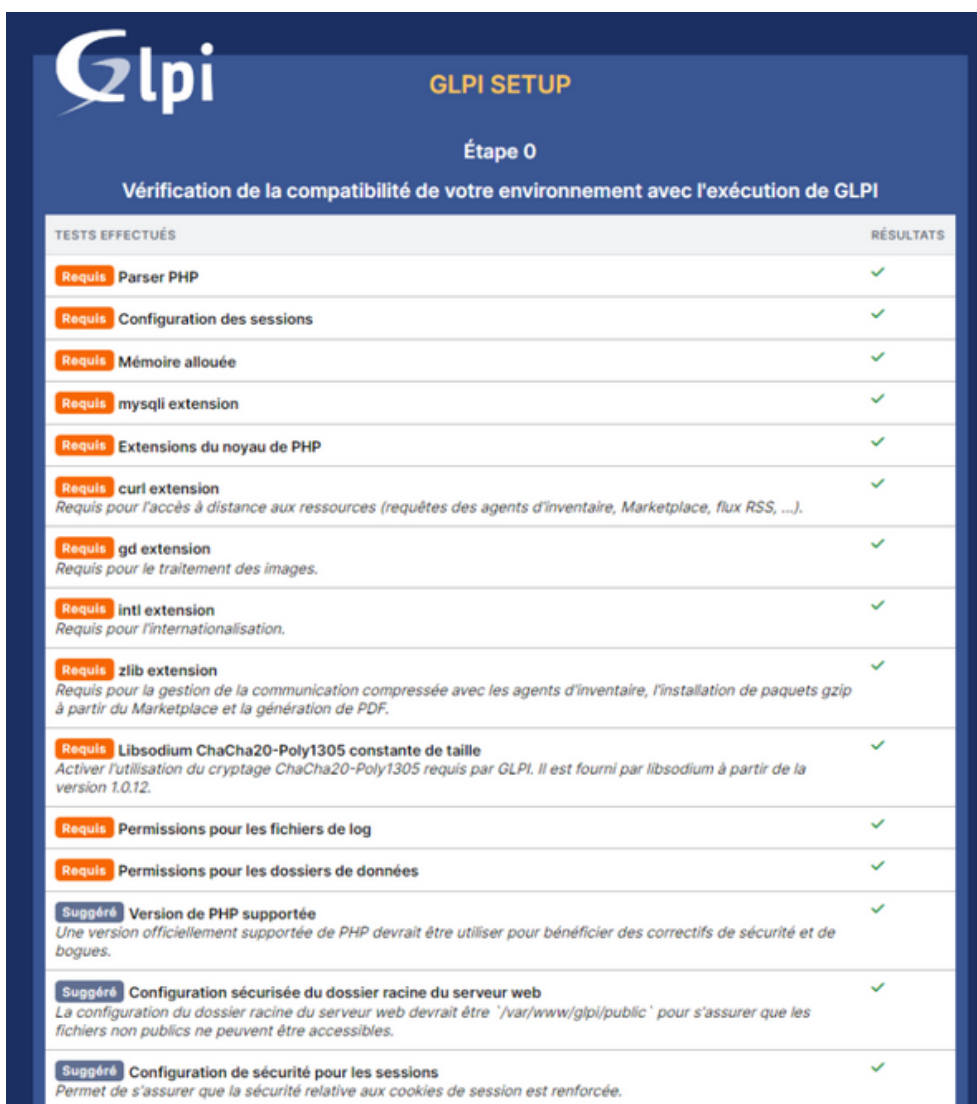 Glpi
GLPI SETUP
Étape 0
Vérification de la compatibilité de votre environnement avec l'exécution de GLPI
TESTS EFFECTUÉS RÉSULTATS
Requis Parser PHP
Requis Configuration des sessions
Requis Mémoire allouée
Requis mysqli extension
Requis Extensions du noyau de PHP
Requis curl extension
Requis pour l'accès à distance aux ressources (requêtes des agents d'inventaire, Marketplace, flux RSS, ...).
Requis gd extension
Requis pour le traitement des images.
Requis intl extension
Requis pour l'internationalisation.
Requis zlib extension
Requis pour la gestion de la communication compressée avec les agents d'inventaire, l'installation de paquets gzip
à partir du Marketplace et la génération de PDF.
Requis Libsodium ChaCha20-Poly1305 constante de taille
Activer l'utilisation du cryptage ChaCha20-Poly1305 requis par GLPI. Il est fourni par libsodium à partir de la
version 1.0.12.
Requis Permissions pour les fichiers de log
Requis Permissions pour les dossiers de données
Suggéré Version de PHP supportée
Une version officiellement supportée de PHP devrait être utiliser pour bénéficier des correctifs de sécurité et de
bogues.
Suggéré Configuration sécurisée du dossier racine du serveur web
La configuration du dossier racine du serveur web devrait être `/var/www/glpi/public` pour s'assurer que les
fichiers non publics ne peuvent être accessibles.
Suggéré Configuration de sécurité pour les sessions
Permet de s'assurer que la sécurité relative aux cookies de session est renforcée.